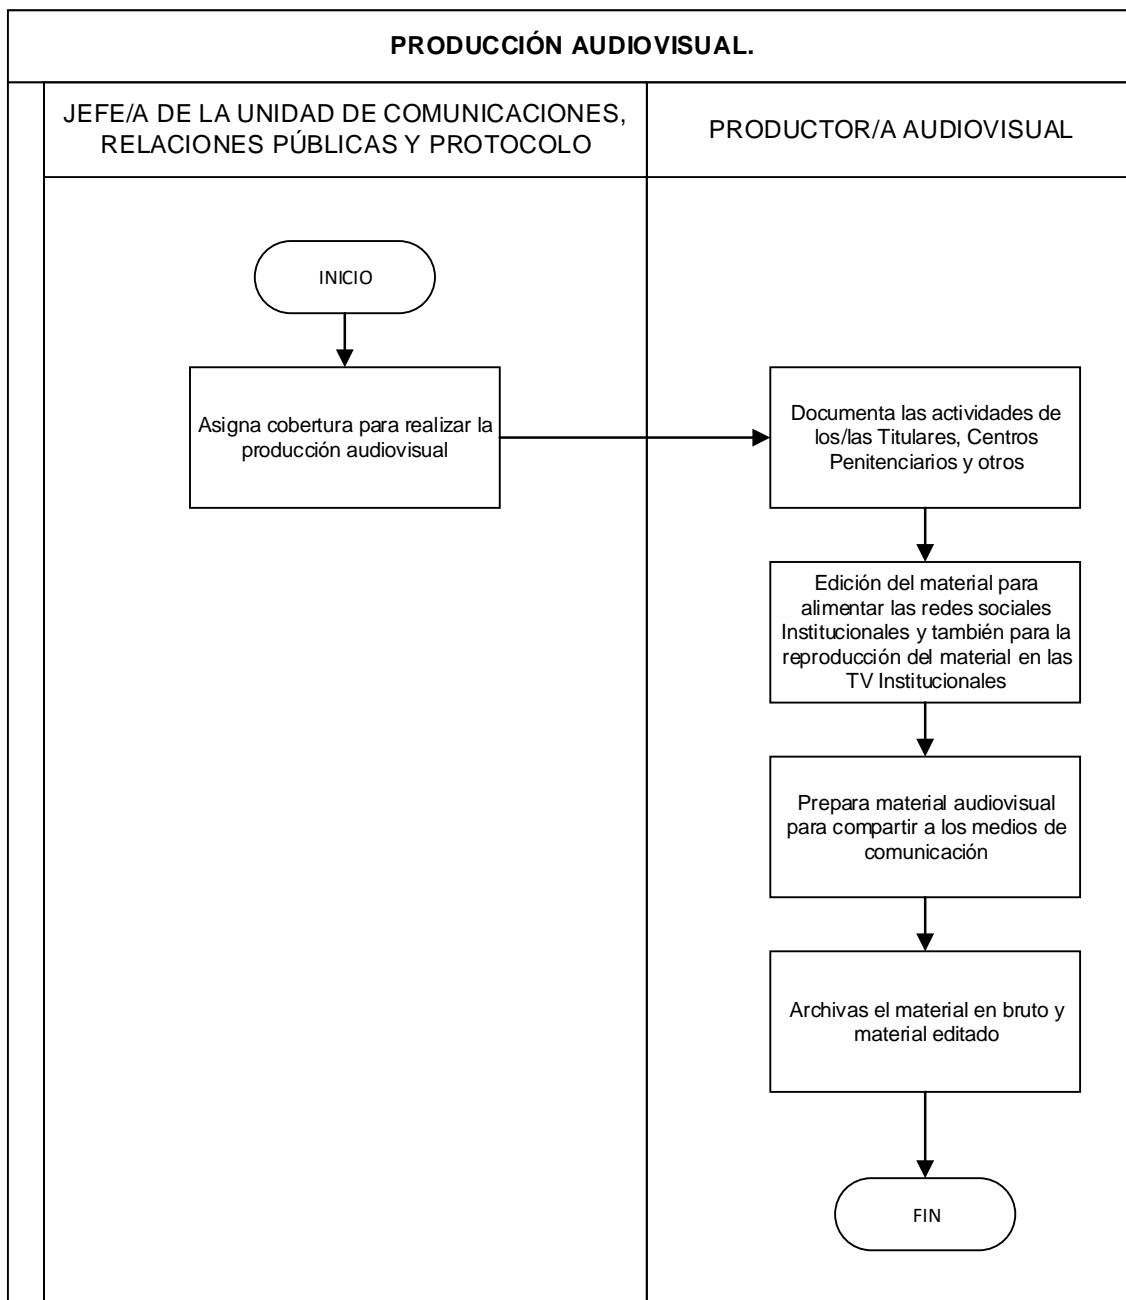 PRODUCCIÓN AUDIOVISUAL.
JEFE/A DE LA UNIDAD DE COMUNICACIONES,
RELACIONES PÚBLICAS Y PROTOCOLO
PRODUCTOR/A AUDIOVISUAL
INICIO
Asigna cobertura para realizar la
producción audiovisual
Documenta las actividades de
los/las Titulares, Centros
Penitenciarios y otros
Edición del material para
alimentar las redes sociales
Institucionales y también para la
reproducción del material en las
TV Institucionales
Prepara material audiovisual
para compartir a los medios de
comunicación
Archivas el material en bruto y
material editado
FIN